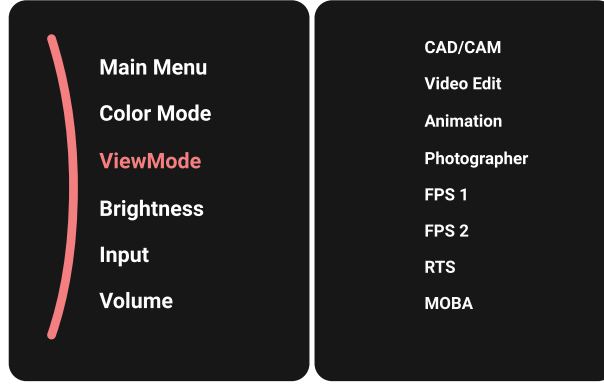 Main Menu
Color Mode
ViewMode
Brightness
Input
Volume
CAD/CAM
Video Edit
Animation
Photographer
FPS 1
FPS 2
RTS
MOBA